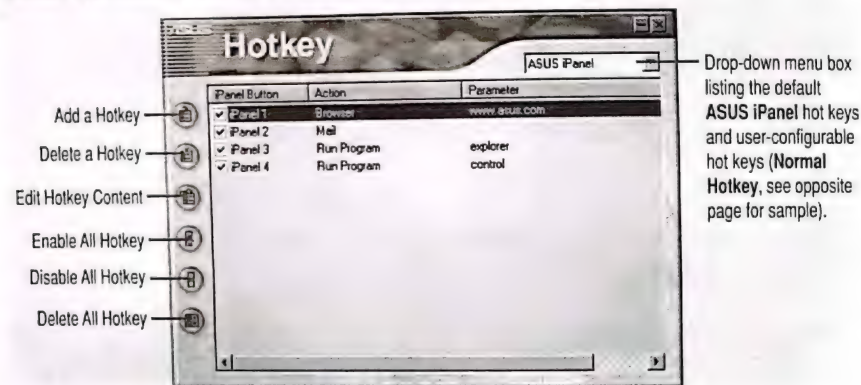 Hotkey
ASUS iPanel
iPanel Button Action Parameter
iPanel 1 Browser www.asus.com
iPanel 2 Mail
iPanel 3 Run Program explorer
iPanel 4 Run Program control
Add a Hotkey
Delete a Hotkey
Edit Hotkey Content
Enable All Hotkey
Disable All Hotkey
Delete All Hotkey
Drop-down menu box
listing the default
ASUS iPanel hot keys
and user-configurable
hot keys (Normal
Hotkey, see opposite
page for sample).